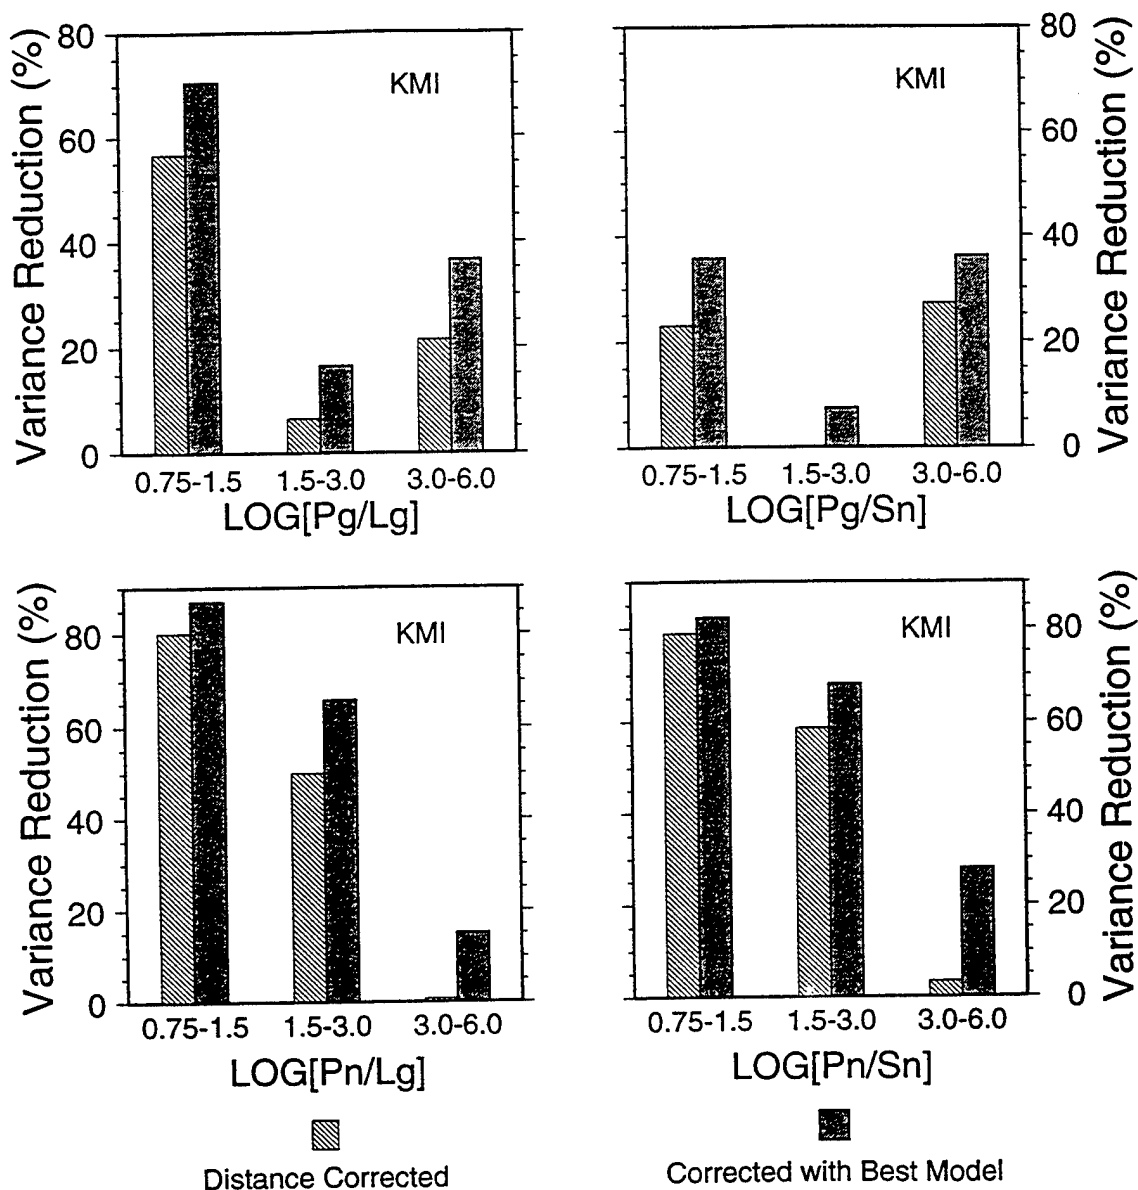 Variance Reduction (%)
80
60
40
20
0
KMI
0.75-1.5 1.5-3.0 3.0-6.0
LOG[Pg/Lg]
KMI
0.75-1.5 1.5-3.0 3.0-6.0
LOG[Pg/Sn]
80
60
40
20
0
Variance Reduction (%)
Variance Reduction (%)
80
60
40
20
0
KMI
0.75-1.5 1.5-3.0 3.0-6.0
LOG[Pn/Lg]
KMI
0.75-1.5 1.5-3.0 3.0-6.0
LOG[Pn/Sn]
80
60
40
20
0
Variance Reduction (%)
Distance Corrected
Corrected with Best Model